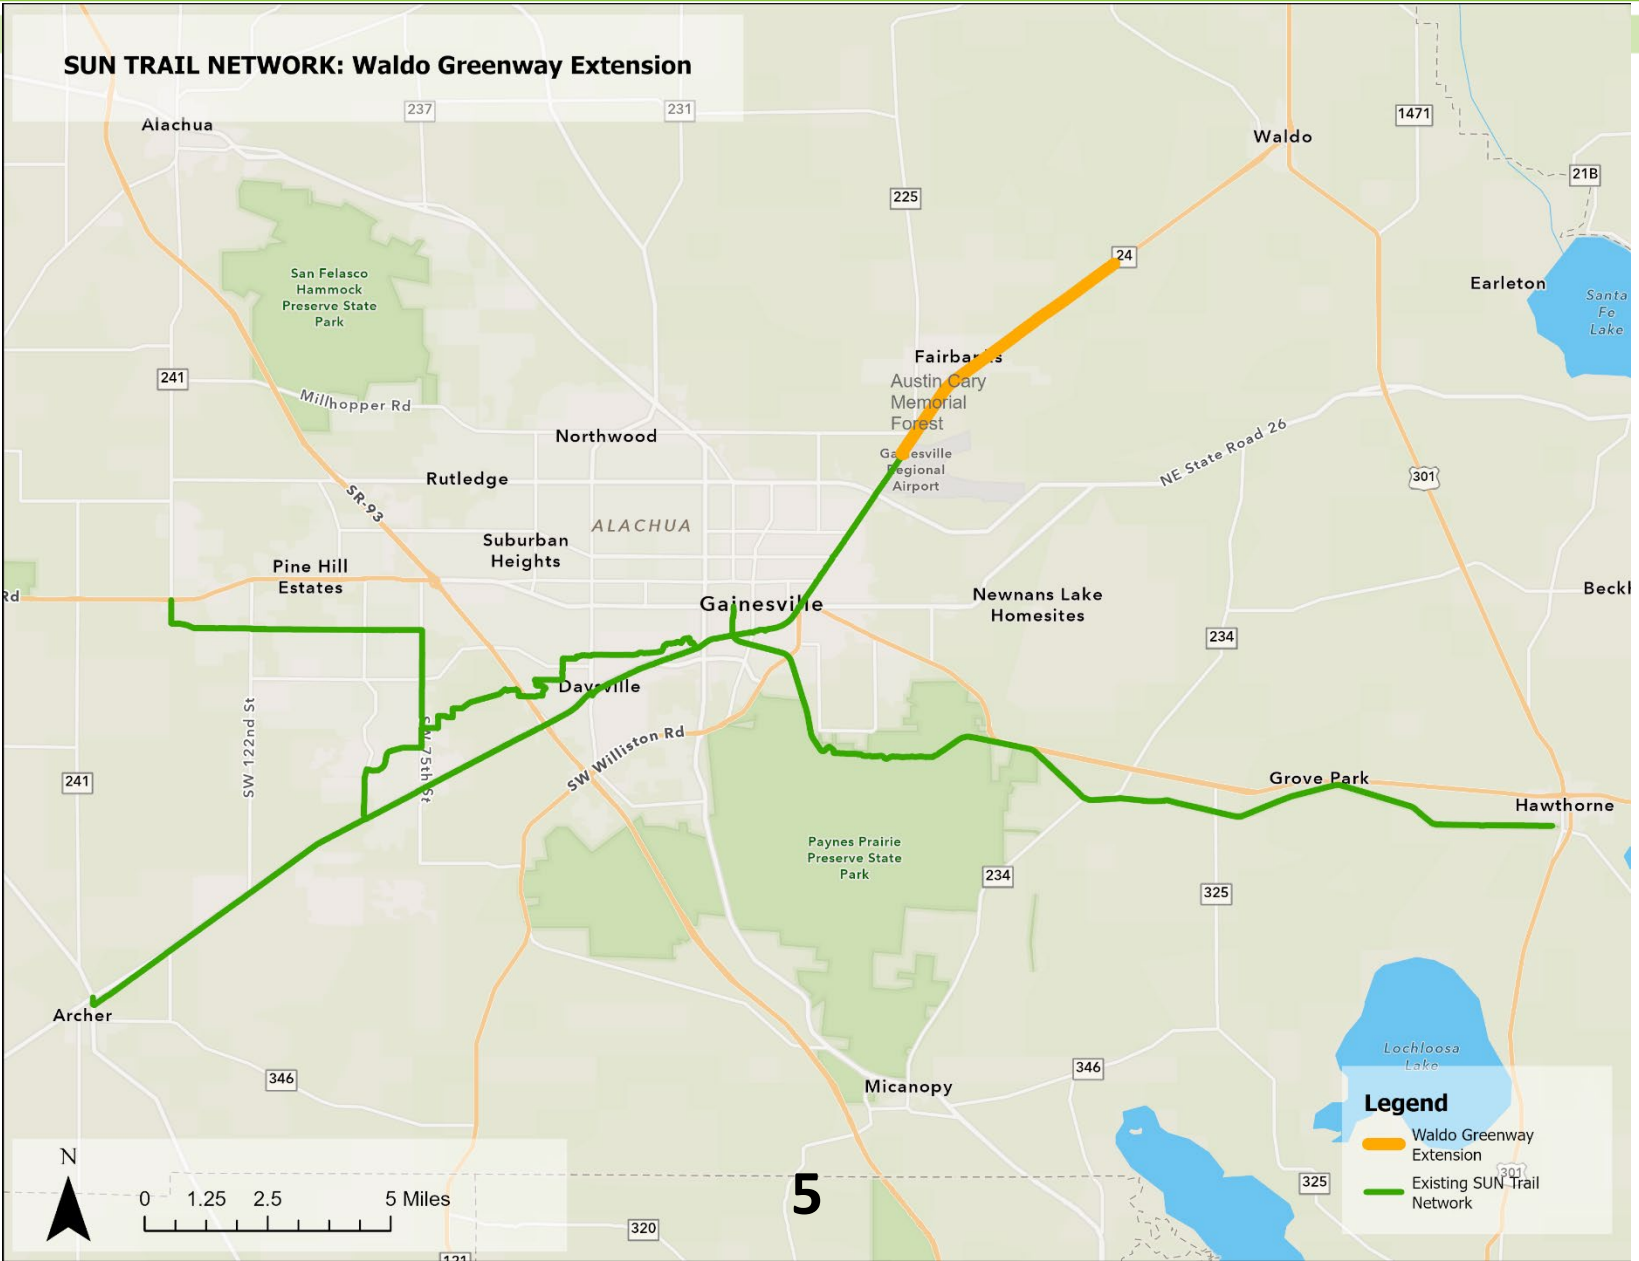 SUN TRAIL NETWORK: Waldo Greenway Extension
237
231
1471
Alachua
Waldo
21B
225
24
San Felasco
Hammock
Preserve State
Park
Earleton
Santa
Fe
Lake
Fairbanks
Austin Cary
Memorial
Forest
241
Millhopper Rd
Northwood
NE State Road 26
Gainesville
Regional
Airport
Rutledge
301
SR-93
ALACHUA
Suburban
Heights
Pine Hill
Estates
Rd
Gainesville
Newnans Lake
Homesites
Beckh
234
Daysville
SW 122nd St
SW 75th St
SW Williston Rd
241
Grove Park
Hawthorne
Paynes Prairie
Preserve State
Park
234
325
Archer
Lochloosa
Lake
346
346
Micanopy
Legend
Waldo Greenway
Extension
Existing SUN Trail
Network
301
325
N
0 1.25 2.5 5 Miles
5
320
121